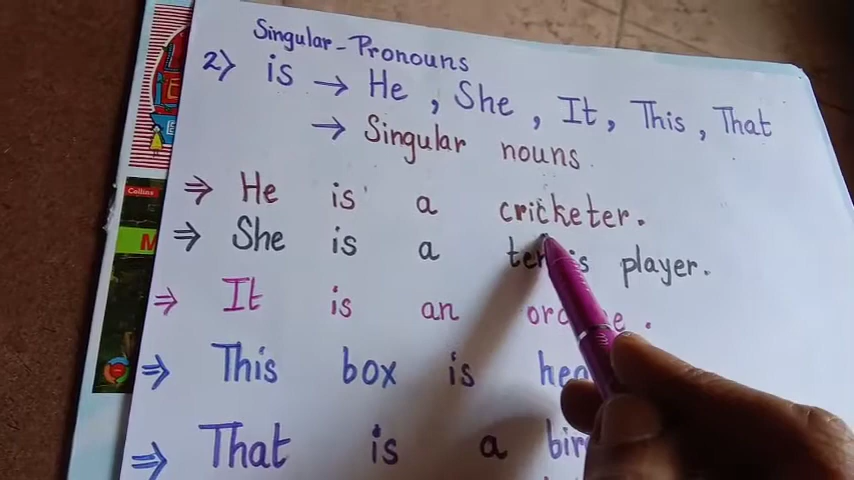 Singular - Pronouns
2) is → He, She, It, This, That
→ Singular nouns.
⇒ He is a cricketer.
⇒ She is a player.
⇒ It is an .
⇒ This box is
⇒ That is a
Collins